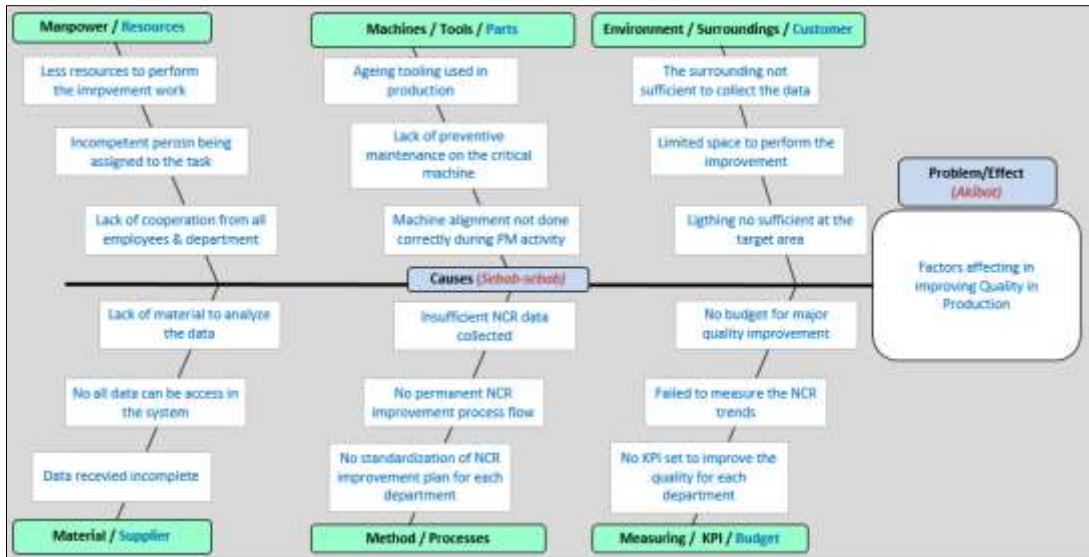 Manpower / Resources
Machines / Tools / Parts
Environment / Surroundings / Customer
Less resources to perform
the imrpvement work
Ageing tooling used in
production
The surrounding not
sufficient to collect the data
Incompetent perosn being
assigned to the task
Lack of preventive
maintenance on the critical
machine
Limited space to perform the
improvement
Problem/Effect
(Akibat)
Lack of cooperation from all
employees & department
Machine alignment not done
correctly during PM activity
Ligthing no sufficient at the
target area
Factors affecting in
improving Quality in
Production
Causes (Sebab-sebab)
Lack of material to analyze
the data
Insufficient NCR data
collected
No budget for major
quality improvement
No all data can be access in
the system
No permanent NCR
improvement process flow
Failed to measure the NCR
trends
Data recevied incomplete
No standardization of NCR
improvement plan for each
department
No KPI set to improve the
quality for each
department
Material / Supplier
Method / Processes
Measuring / KPI / Budget